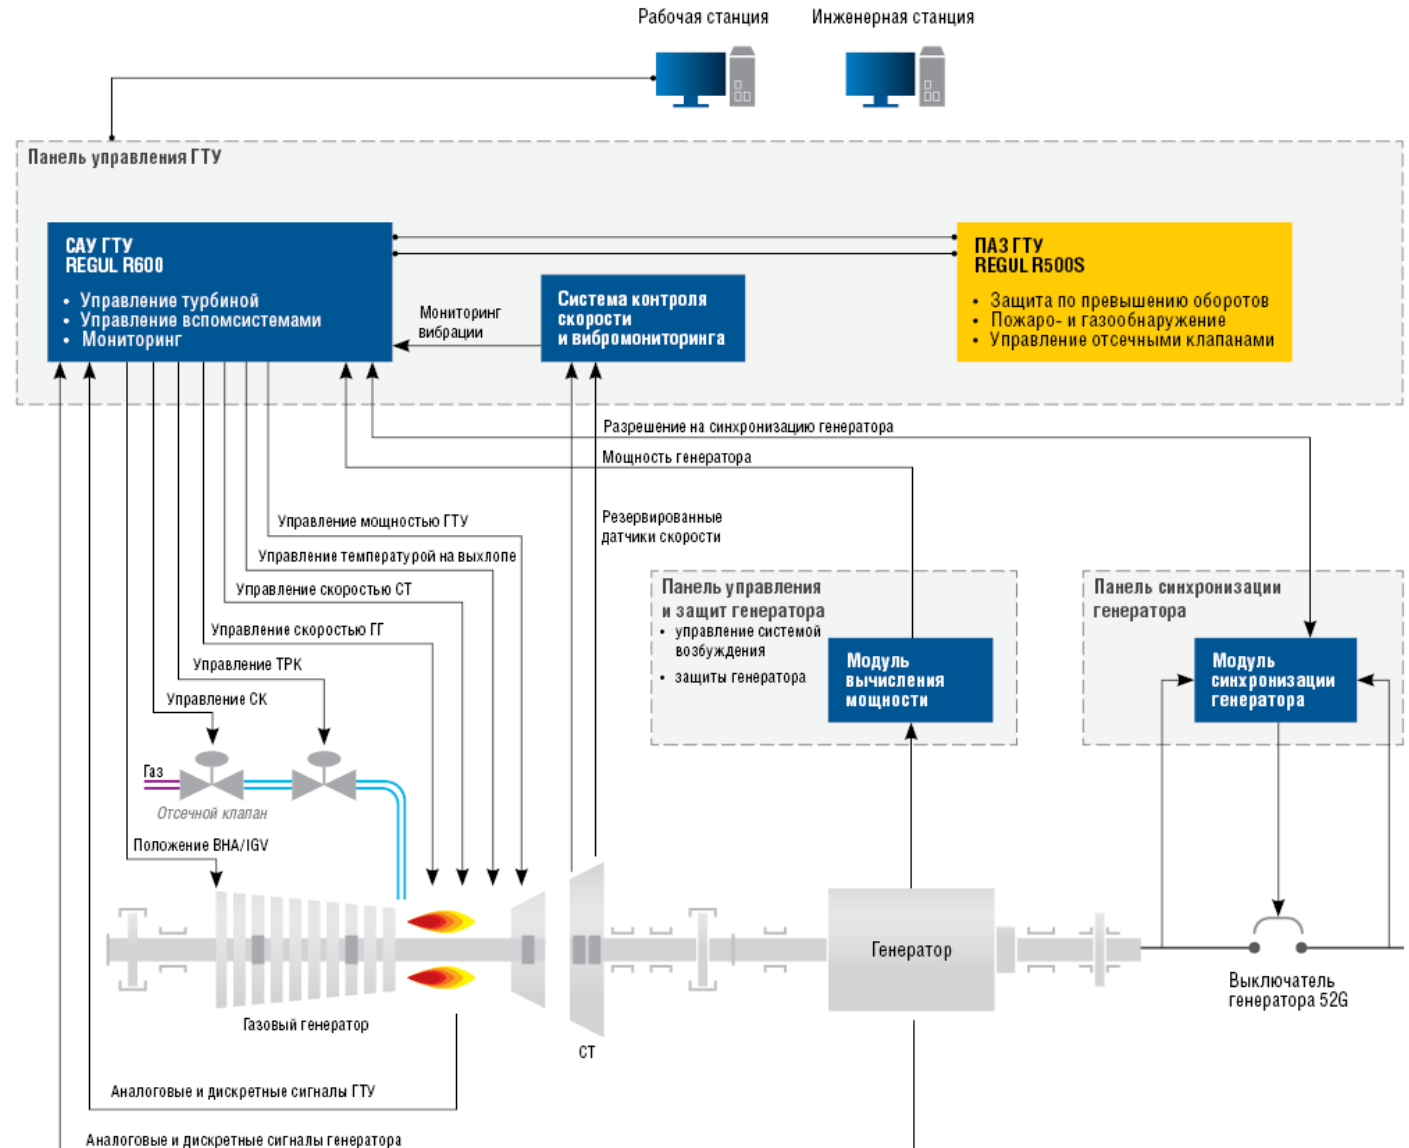 Рабочая станция
Инженерная станция
Панель управления ГТУ
САУ ГТУ
REGUL R600
• Управление турбиной
• Управление вспомсистемами
• Мониторинг
Мониторинг
вибрации
Система контроля
скорости
и вибромониторинга
ПАЗ ГТУ
REGUL R500S
• Защита по превышению оборотов
• Пожаро- и газообнаружение
• Управление отсечными клапанами
Разрешение на синхронизацию генератора
Мощность генератора
Управление мощностью ГТУ
Резервированные
датчики скорости
Управление температурой на выхлопе
Управление скоростью СТ
Управление скоростью ГГ
Управление ТРК
Управление СК
Панель управления
и защит генератора
• управление системой
возбуждения
• защиты генератора
Модуль
вычисления
мощности
Панель синхронизации
генератора
Модуль
синхронизации
генератора
Газ
Отсечной клапан
Положение ВНА/IGV
Генератор
Выключатель
генератора 52G
Газовый генератор
СТ
Аналоговые и дискретные сигналы ГТУ
Аналоговые и дискретные сигналы генератора